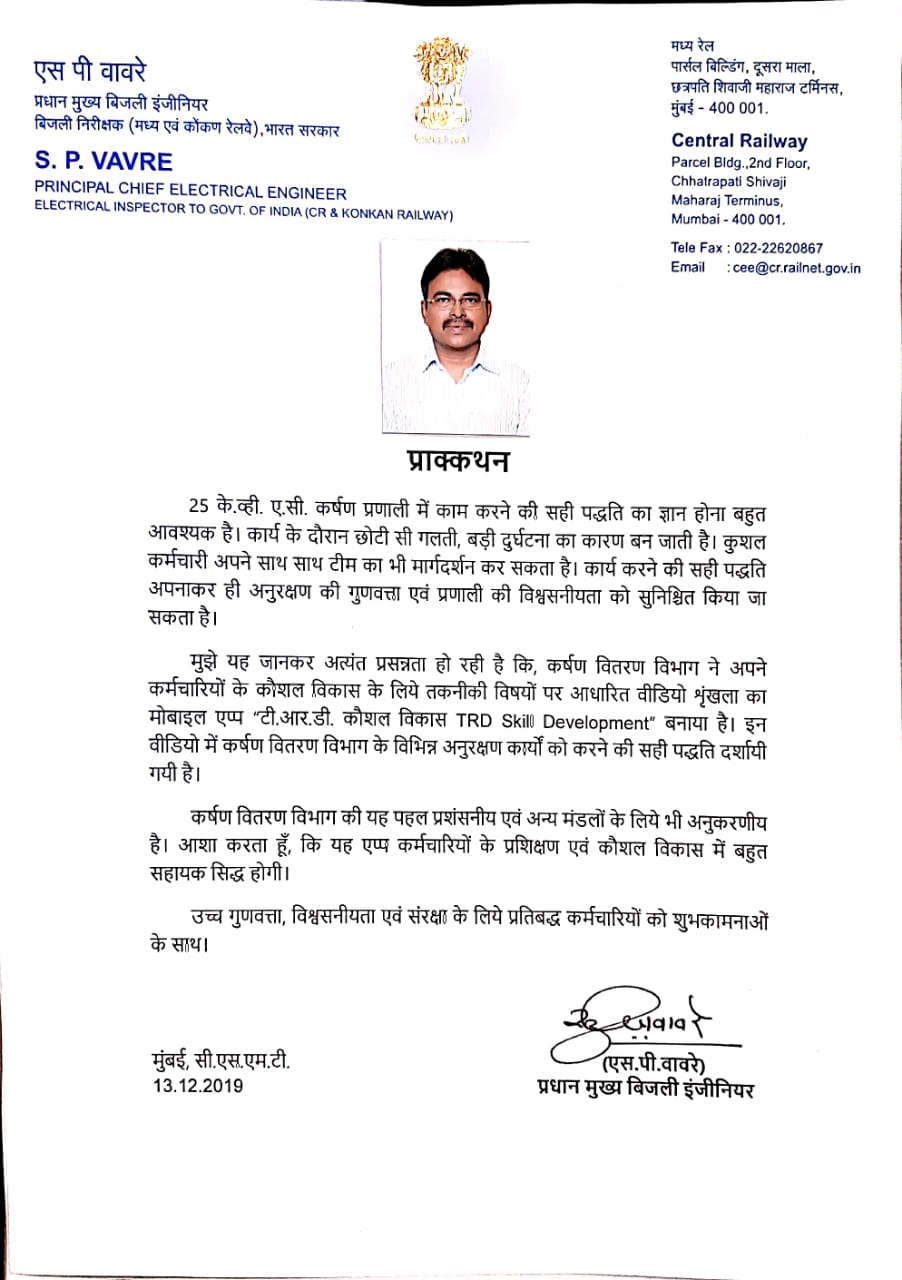 एस पी वावरे
प्रधान मुख्य बिजली इंजीनियर
बिजली निरीक्षक (मध्य एवं कोंकण रेलवे),भारत सरकार
S. P. VAVRE
PRINCIPAL CHIEF ELECTRICAL ENGINEER
ELECTRICAL INSPECTOR TO GOVT. OF INDIA (CR & KONKAN RAILWAY)
मध्य रेल
पार्सल बिल्डिंग, दूसरा माला,
छत्रपति शिवाजी महाराज टर्मिनस,
मुंबई - 400 001.
Central Railway
Parcel Bldg.,2nd Floor,
Chhatrapati Shivaji
Maharaj Terminus,
Mumbai - 400 001.
Tele Fax : 022-22620867
Email : cee@cr.railnet.gov.in
प्राक्कथन
25 के.व्ही. ए.सी. कर्षण प्रणाली में काम करने की सही पद्धति का ज्ञान होना बहुत
आवश्यक है। कार्य के दौरान छोटी सी गलती, बड़ी दुर्घटना का कारण बन जाती है। कुशल
कर्मचारी अपने साथ साथ टीम का भी मार्गदर्शन कर सकता है। कार्य करने की सही पद्धति
अपनाकर ही अनुरक्षण की गुणवत्ता एवं प्रणाली की विश्वसनीयता को सुनिश्चित किया जा
सकता है।
मुझे यह जानकर अत्यंत प्रसन्नता हो रही है कि, कर्षण वितरण विभाग ने अपने
कर्मचारियों के कौशल विकास के लिये तकनीकी विषयों पर आधारित वीडियो शृंखला का
मोबाइल एप्प “टी.आर.डी. कौशल विकास TRD Skill Development” बनाया है। इन
वीडियो में कर्षण वितरण विभाग के विभिन्न अनुरक्षण कार्यों को करने की सही पद्धति दर्शायी
गयी है।
कर्षण वितरण विभाग की यह पहल प्रशंसनीय एवं अन्य मंडलों के लिये भी अनुकरणीय
है। आशा करता हूँ, कि यह एप्प कर्मचारियों के प्रशिक्षण एवं कौशल विकास में बहुत
सहायक सिद्ध होगी।
उच्च गुणवत्ता, विश्वसनीयता एवं संरक्षा के लिये प्रतिबद्ध कर्मचारियों को शुभकामनाओं
के साथ।
मुंबई, सी.एस.एम.टी.
13.12.2019
(एस.पी.वावरे)
प्रधान मुख्य बिजली इंजीनियर